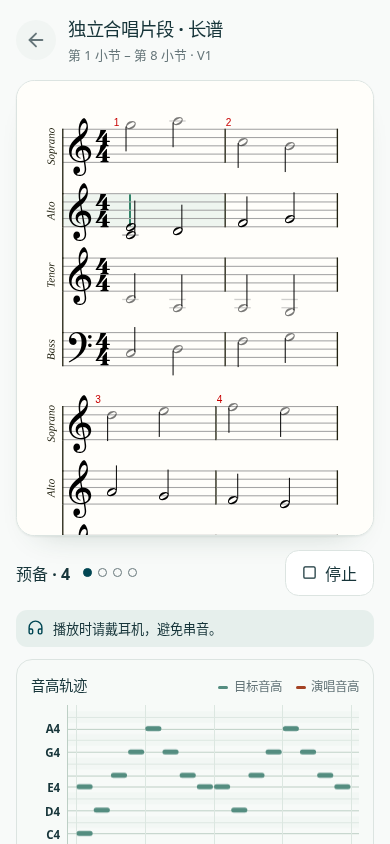 独立合唱片段 · 长谱
第 1 小节 – 第 8 小节 · V1
1
2
Soprano
Alto
Tenor
Bass
3
4
Soprano
Alto
预备 · 4
停止
播放时请戴耳机，避免串音。
音高轨迹
目标音高
演唱音高
A4
G4
E4
D4
C4